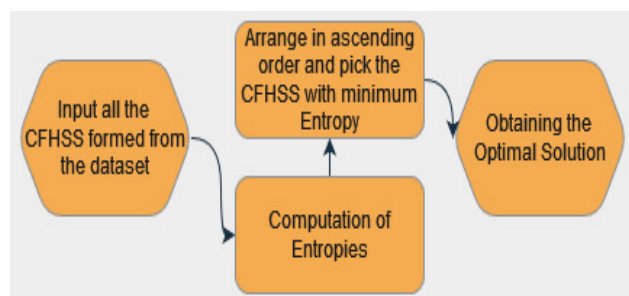 Input all the
CFHSS formed from
the dataset
Computation of
Entropies
Arrange in ascending
order and pick the
CFHSS with minimum
Entropy
Obtaining the
Optimal Solution